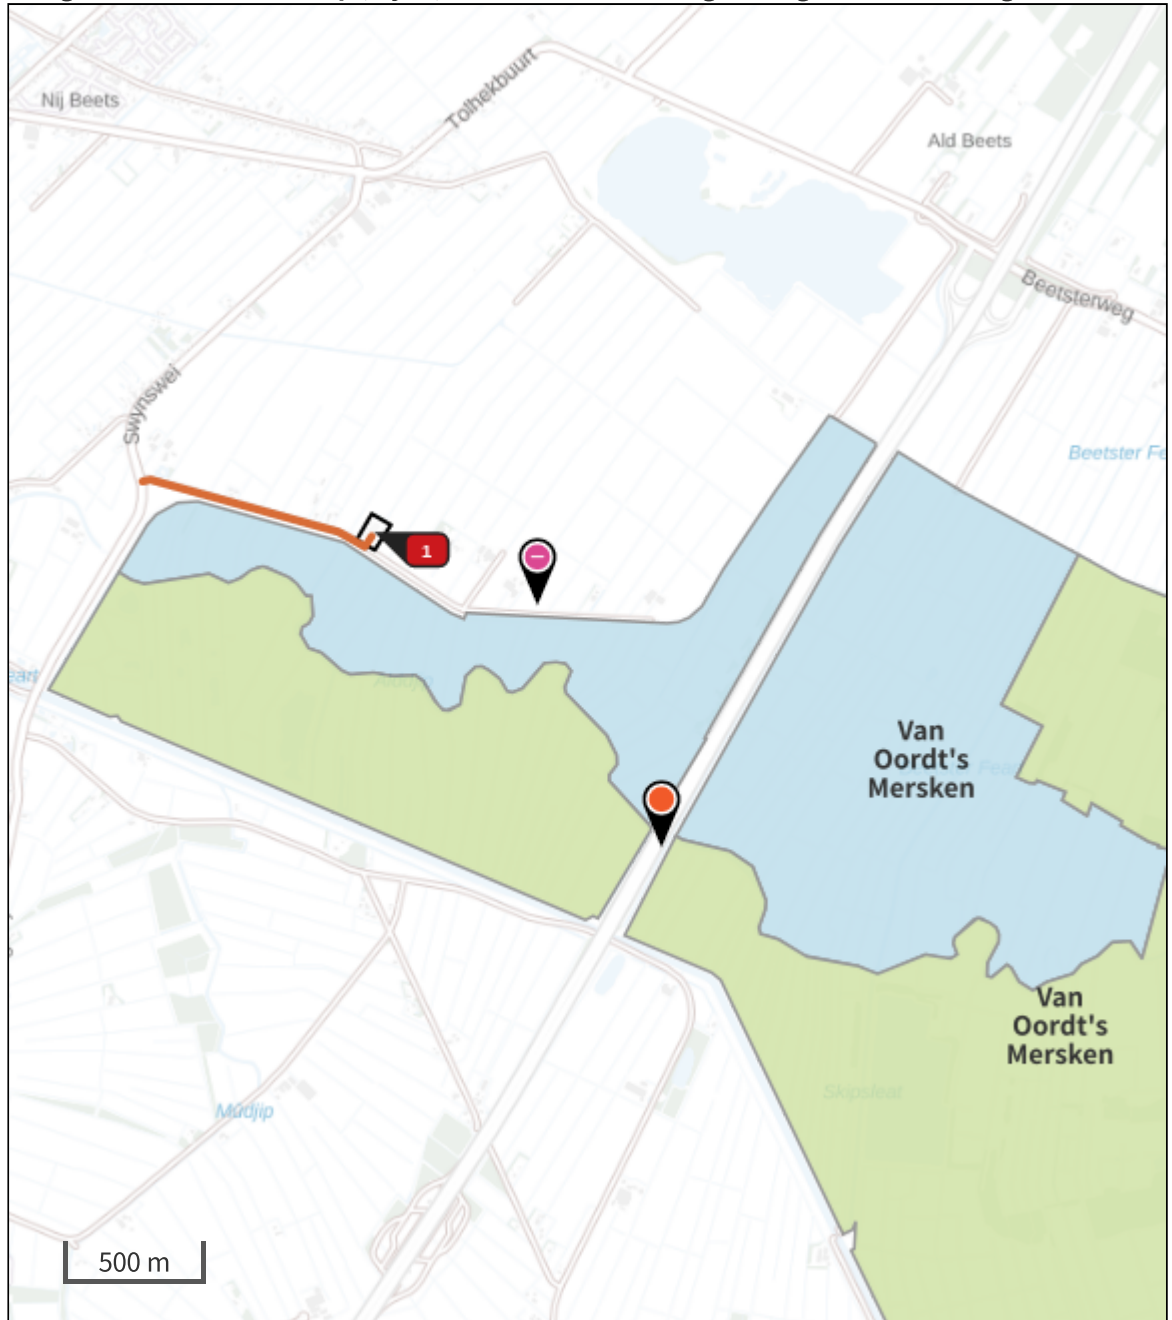 Nij Beets
Tolhekbuurt
Ald Beets
Beetsterweg
Swynswei
Beetster Fe
1
eart
Van
Oordt's
Mersken
Van
Oordt's
Mersken
Skipsleat
Mûdjip
500 m